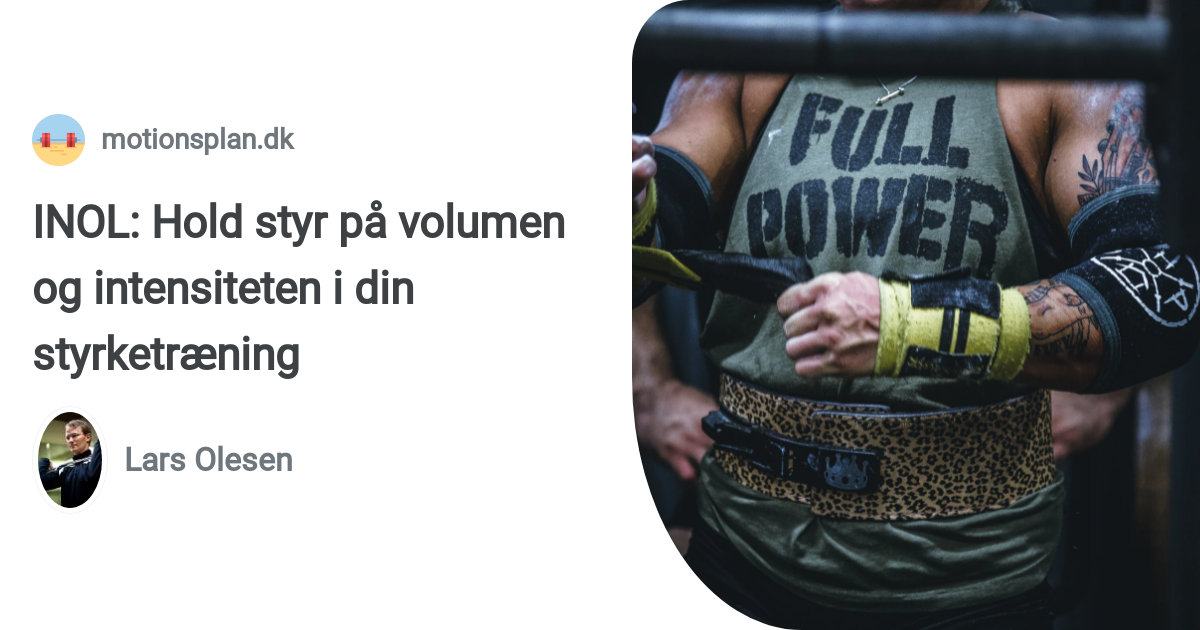 motionsplan.dk
INOL: Hold styr på volumen
og intensiteten i din
styrketræning
Lars Olesen
FULL
POWER